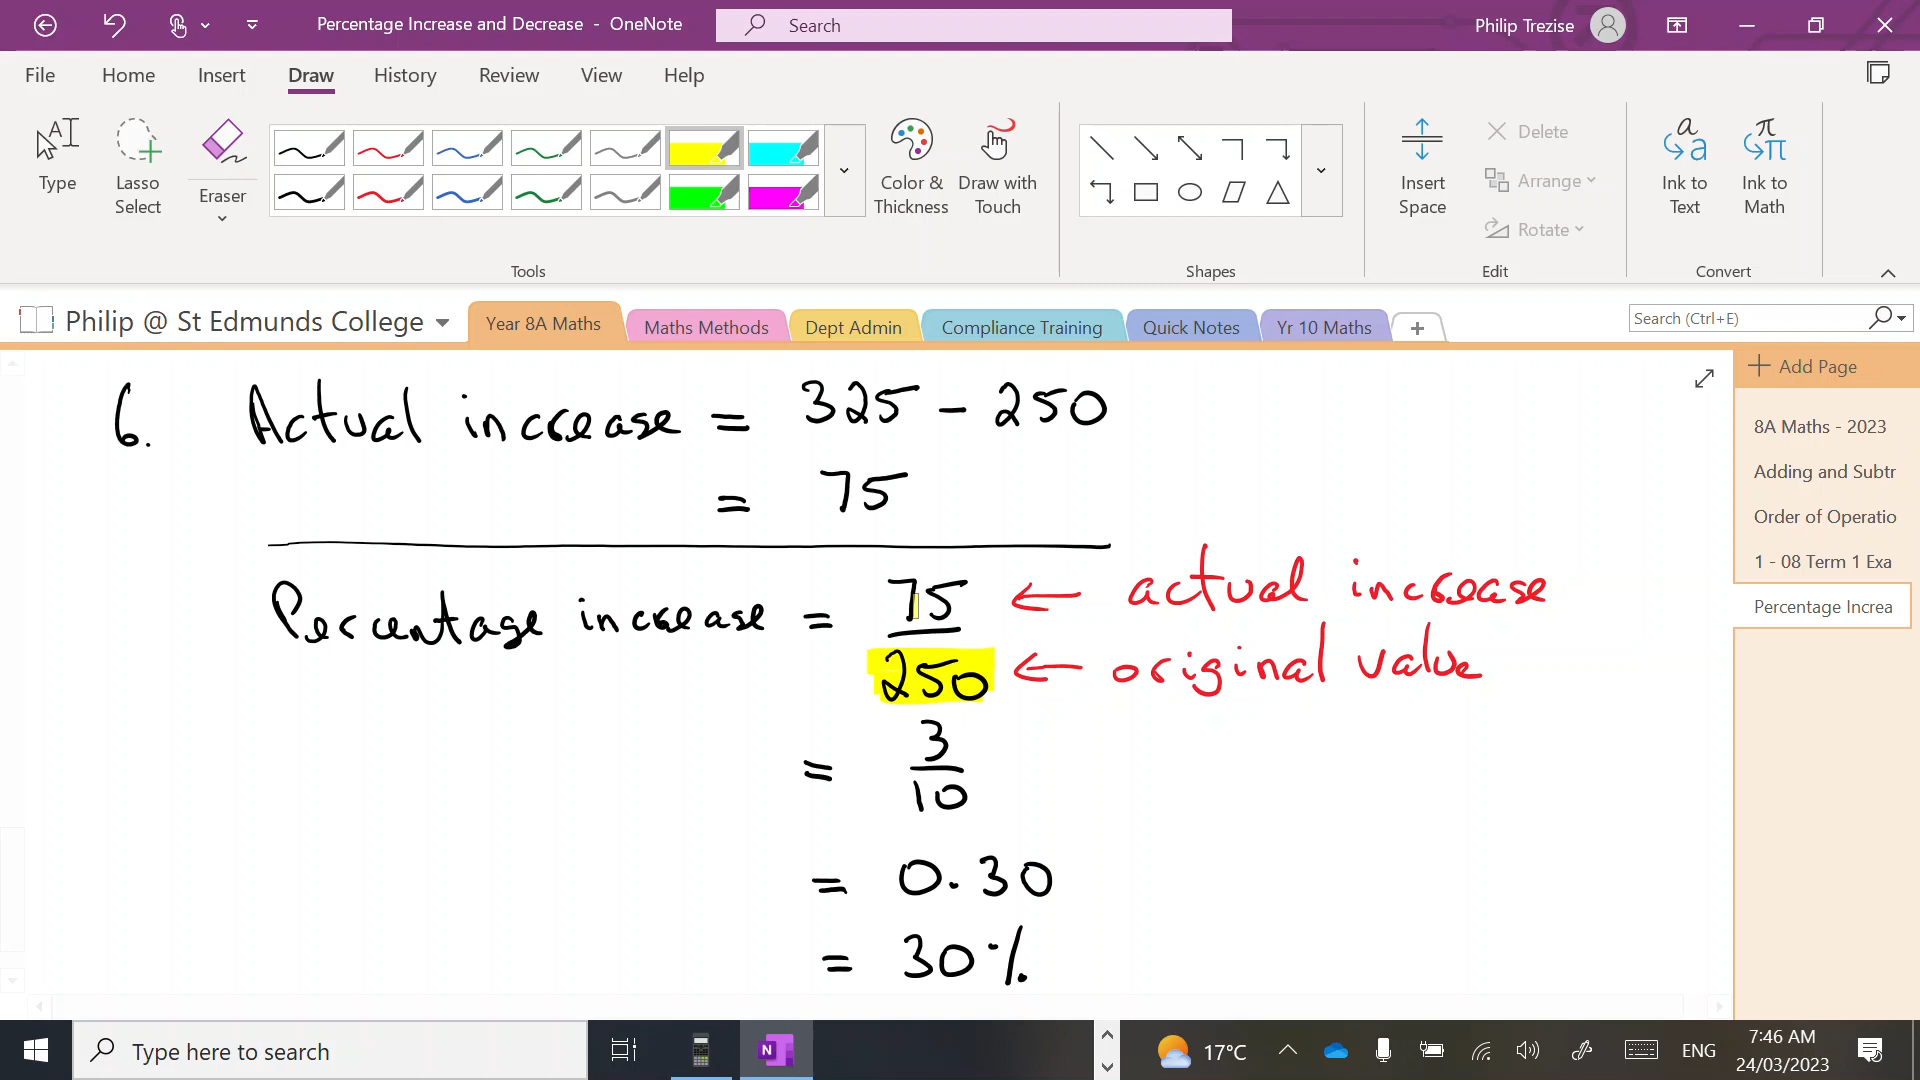 Percentage Increase and Decrease - OneNote
Search
Philip Trezise
File Home Insert Draw History Review View Help
Type
Lasso Select
Eraser
Color & Thickness
Draw with Touch
Insert Space
Delete
Arrange
Rotate
Ink to Text
Ink to Math
Tools Shapes Edit Convert
Philip @ St Edmunds College
Year 8A Maths
Maths Methods
Dept Admin
Compliance Training
Quick Notes
Yr 10 Maths
Search (Ctrl+E)
Add Page
8A Maths - 2023
Adding and Subtr
Order of Operatio
1 - 08 Term 1 Exa
Percentage Increa
6. Actual increase = 325 - 250
= 75
Percentage increase = 75 ← actual increase
250 ← original value
= 3
10
= 0.30
= 30%
Type here to search
N
17°C
ENG
7:46 AM
24/03/2023